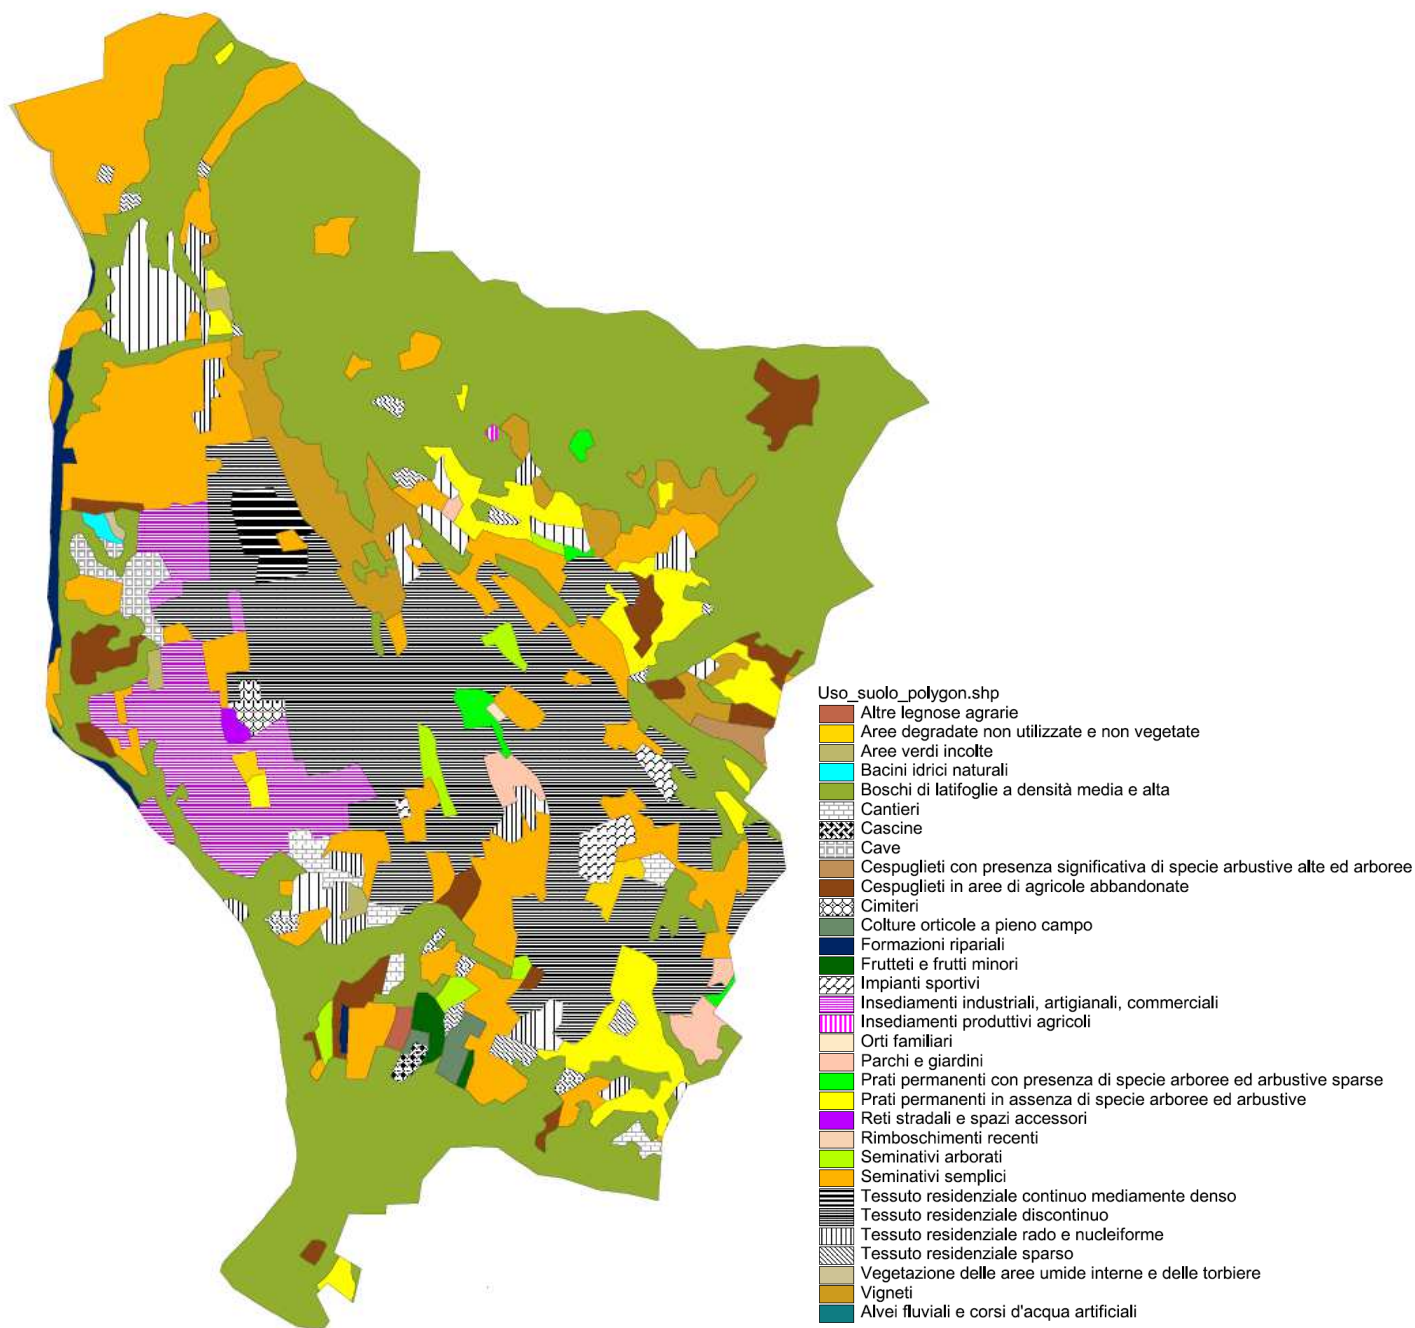 Uso_suolo_polygon.shp
Altre legnose agrarie
Aree degradate non utilizzate e non vegetate
Aree verdi incolte
Bacini idrici naturali
Boschi di latifoglie a densità media e alta
Cantieri
Cascine
Cave
Cespuglieti con presenza significativa di specie arbustive alte ed arboree
Cespuglieti in aree di agricole abbandonate
Cimiteri
Colture orticole a pieno campo
Formazioni ripariali
Frutteti e frutti minori
Impianti sportivi
Insediamenti industriali, artigianali, commerciali
Insediamenti produttivi agricoli
Orti familiari
Parchi e giardini
Prati permanenti con presenza di specie arboree ed arbustive sparse
Prati permanenti in assenza di specie arboree ed arbustive
Reti stradali e spazi accessori
Rimboschimenti recenti
Seminativi arborati
Seminativi semplici
Tessuto residenziale continuo mediamente denso
Tessuto residenziale discontinuo
Tessuto residenziale rado e nucleiforme
Tessuto residenziale sparso
Vegetazione delle aree umide interne e delle torbiere
Vigneti
Alvei fluviali e corsi d'acqua artificiali